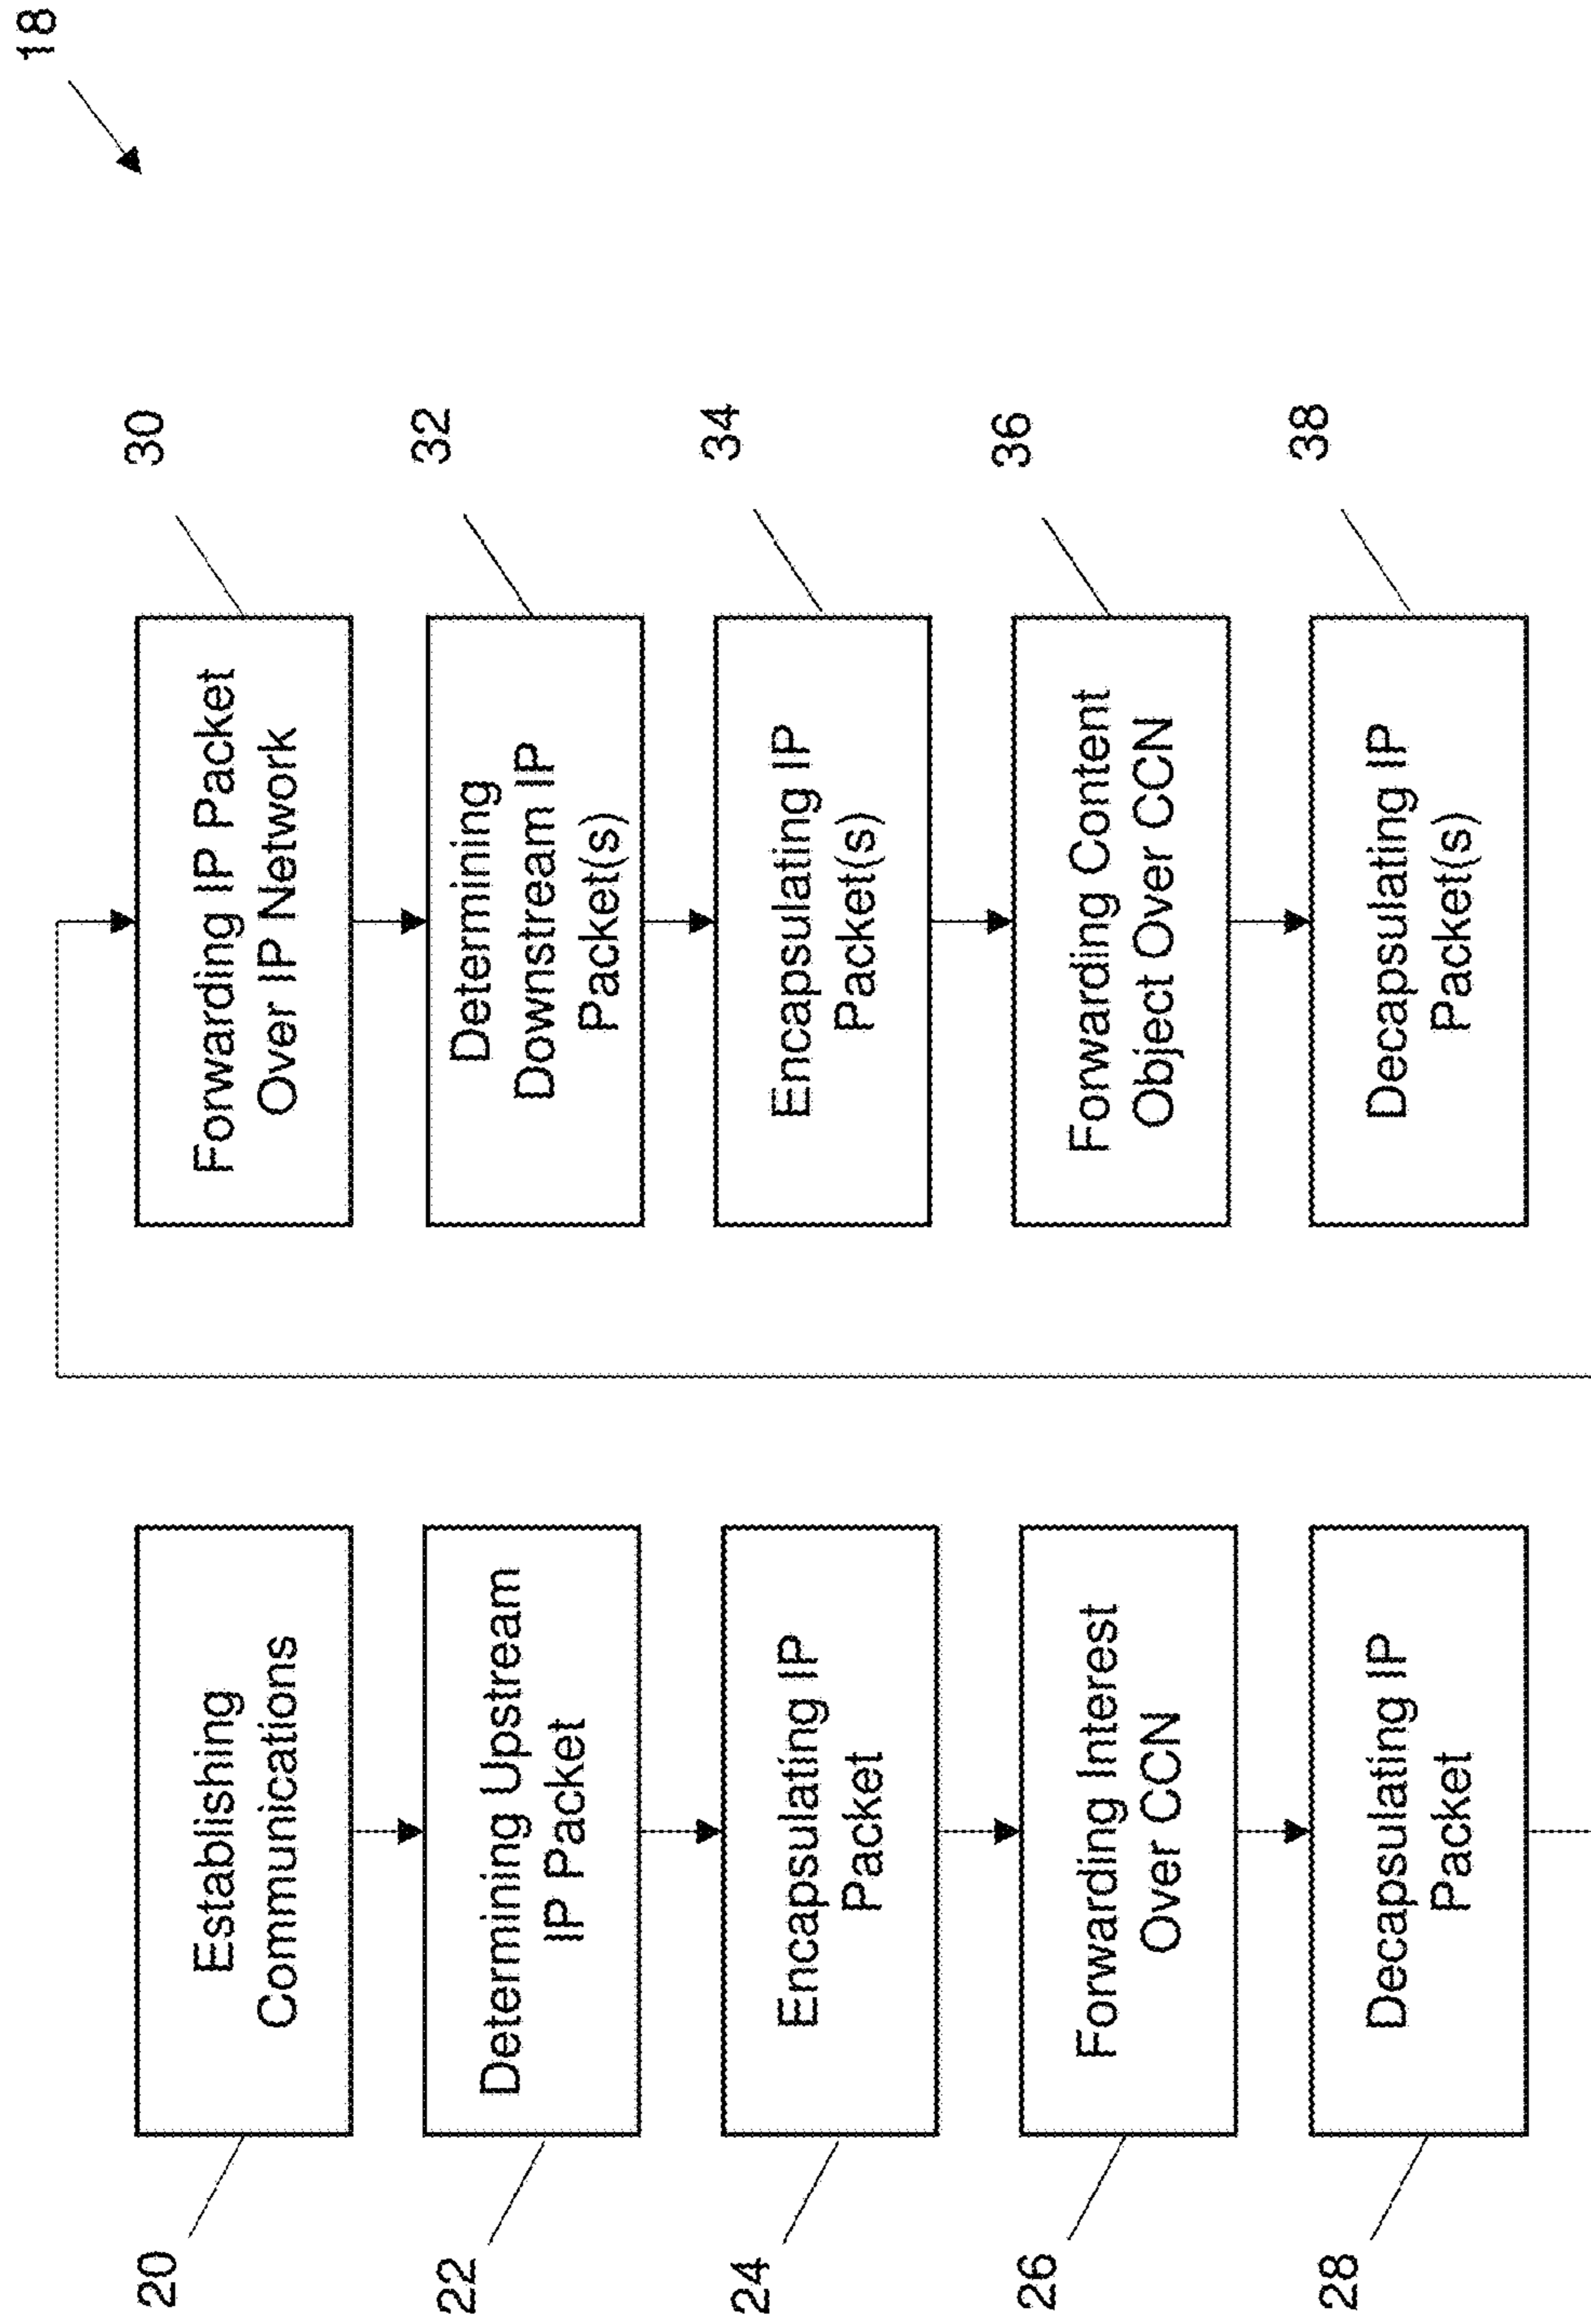 18
20
Establishing
Communications
22
Determining Upstream
IP Packet
24
Encapsulating IP
Packet
26
Forwarding Interest
Over CCN
28
Decapsulating IP
Packet
30
Forwarding IP Packet
Over IP Network
32
Determining
Downstream IP
Packet(s)
34
Encapsulating IP
Packet(s)
36
Forwarding Content
Object Over CCN
38
Decapsulating IP
Packet(s)